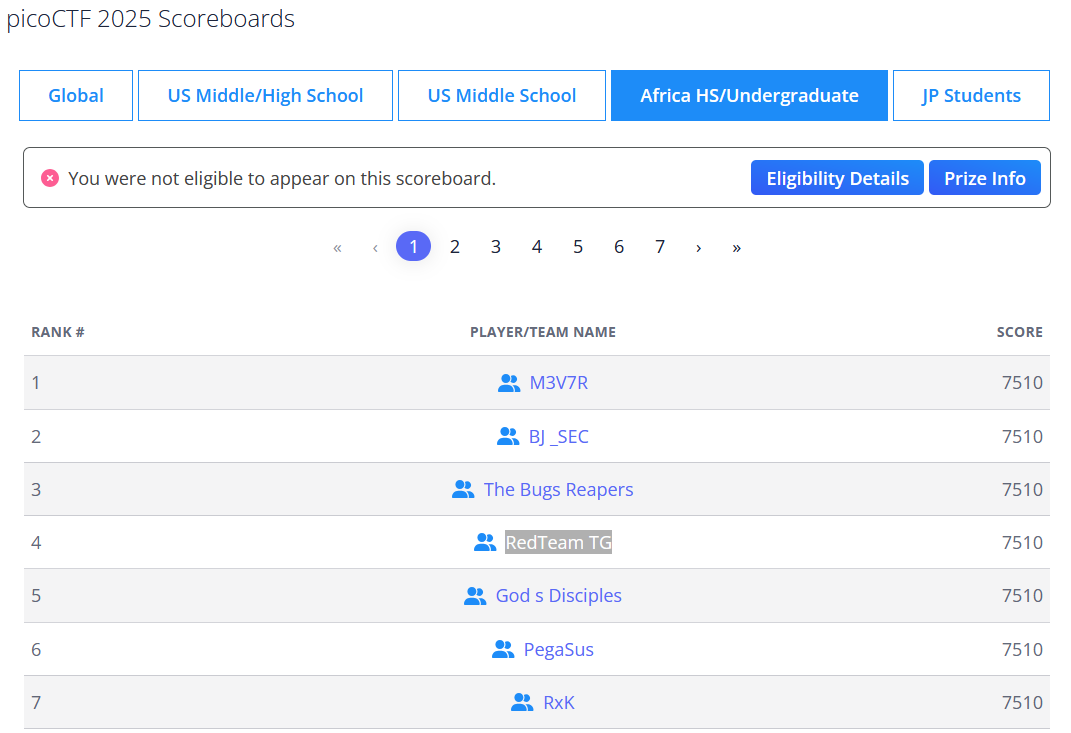 picoCTF 2025 Scoreboards
Global US Middle/High School US Middle School Africa HS/Undergraduate JP Students
You were not eligible to appear on this scoreboard. Eligibility Details Prize Info
« ‹ 1 2 3 4 5 6 7 › »
RANK # PLAYER/TEAM NAME SCORE
1 M3V7R 7510
2 BJ _SEC 7510
3 The Bugs Reapers 7510
4 RedTeam TG 7510
5 God s Disciples 7510
6 PegaSus 7510
7 RxK 7510